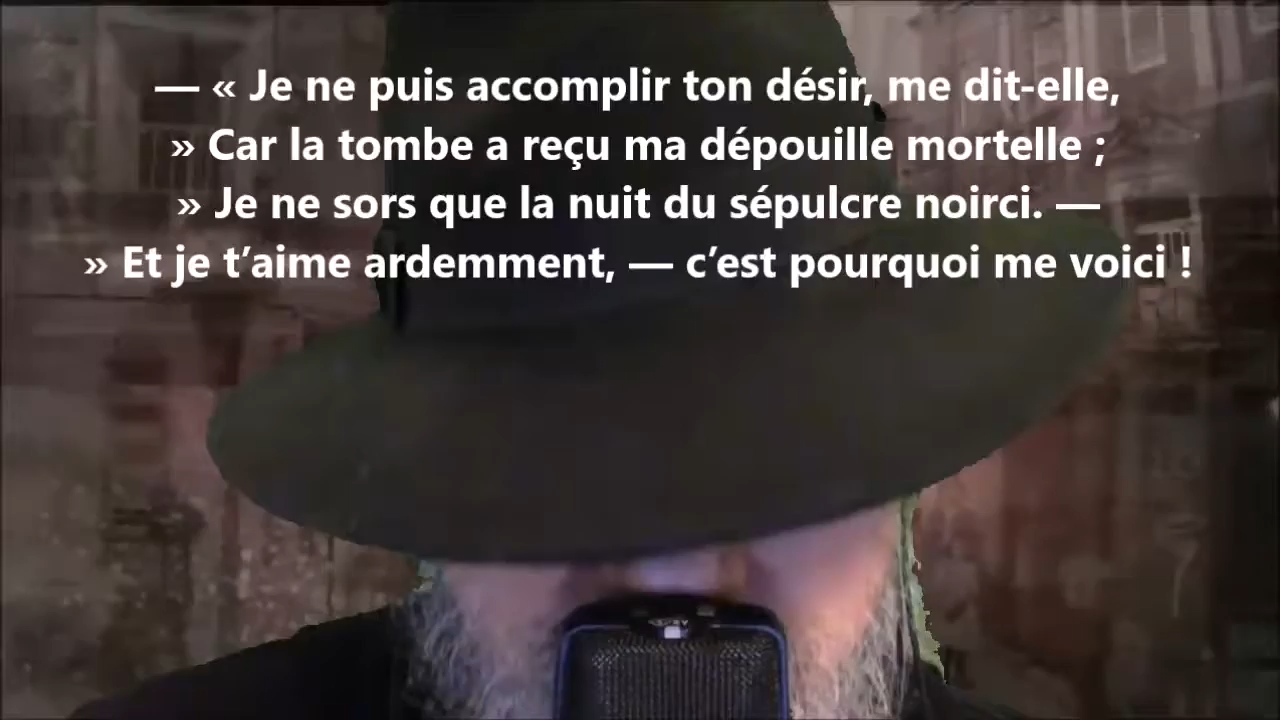 — « Je ne puis accomplir ton désir, me dit-elle,
» Car la tombe a reçu ma dépouille mortelle ;
» Je ne sors que la nuit du sépulcre noirci. —
» Et je t’aime ardemment, — c’est pourquoi me voici !